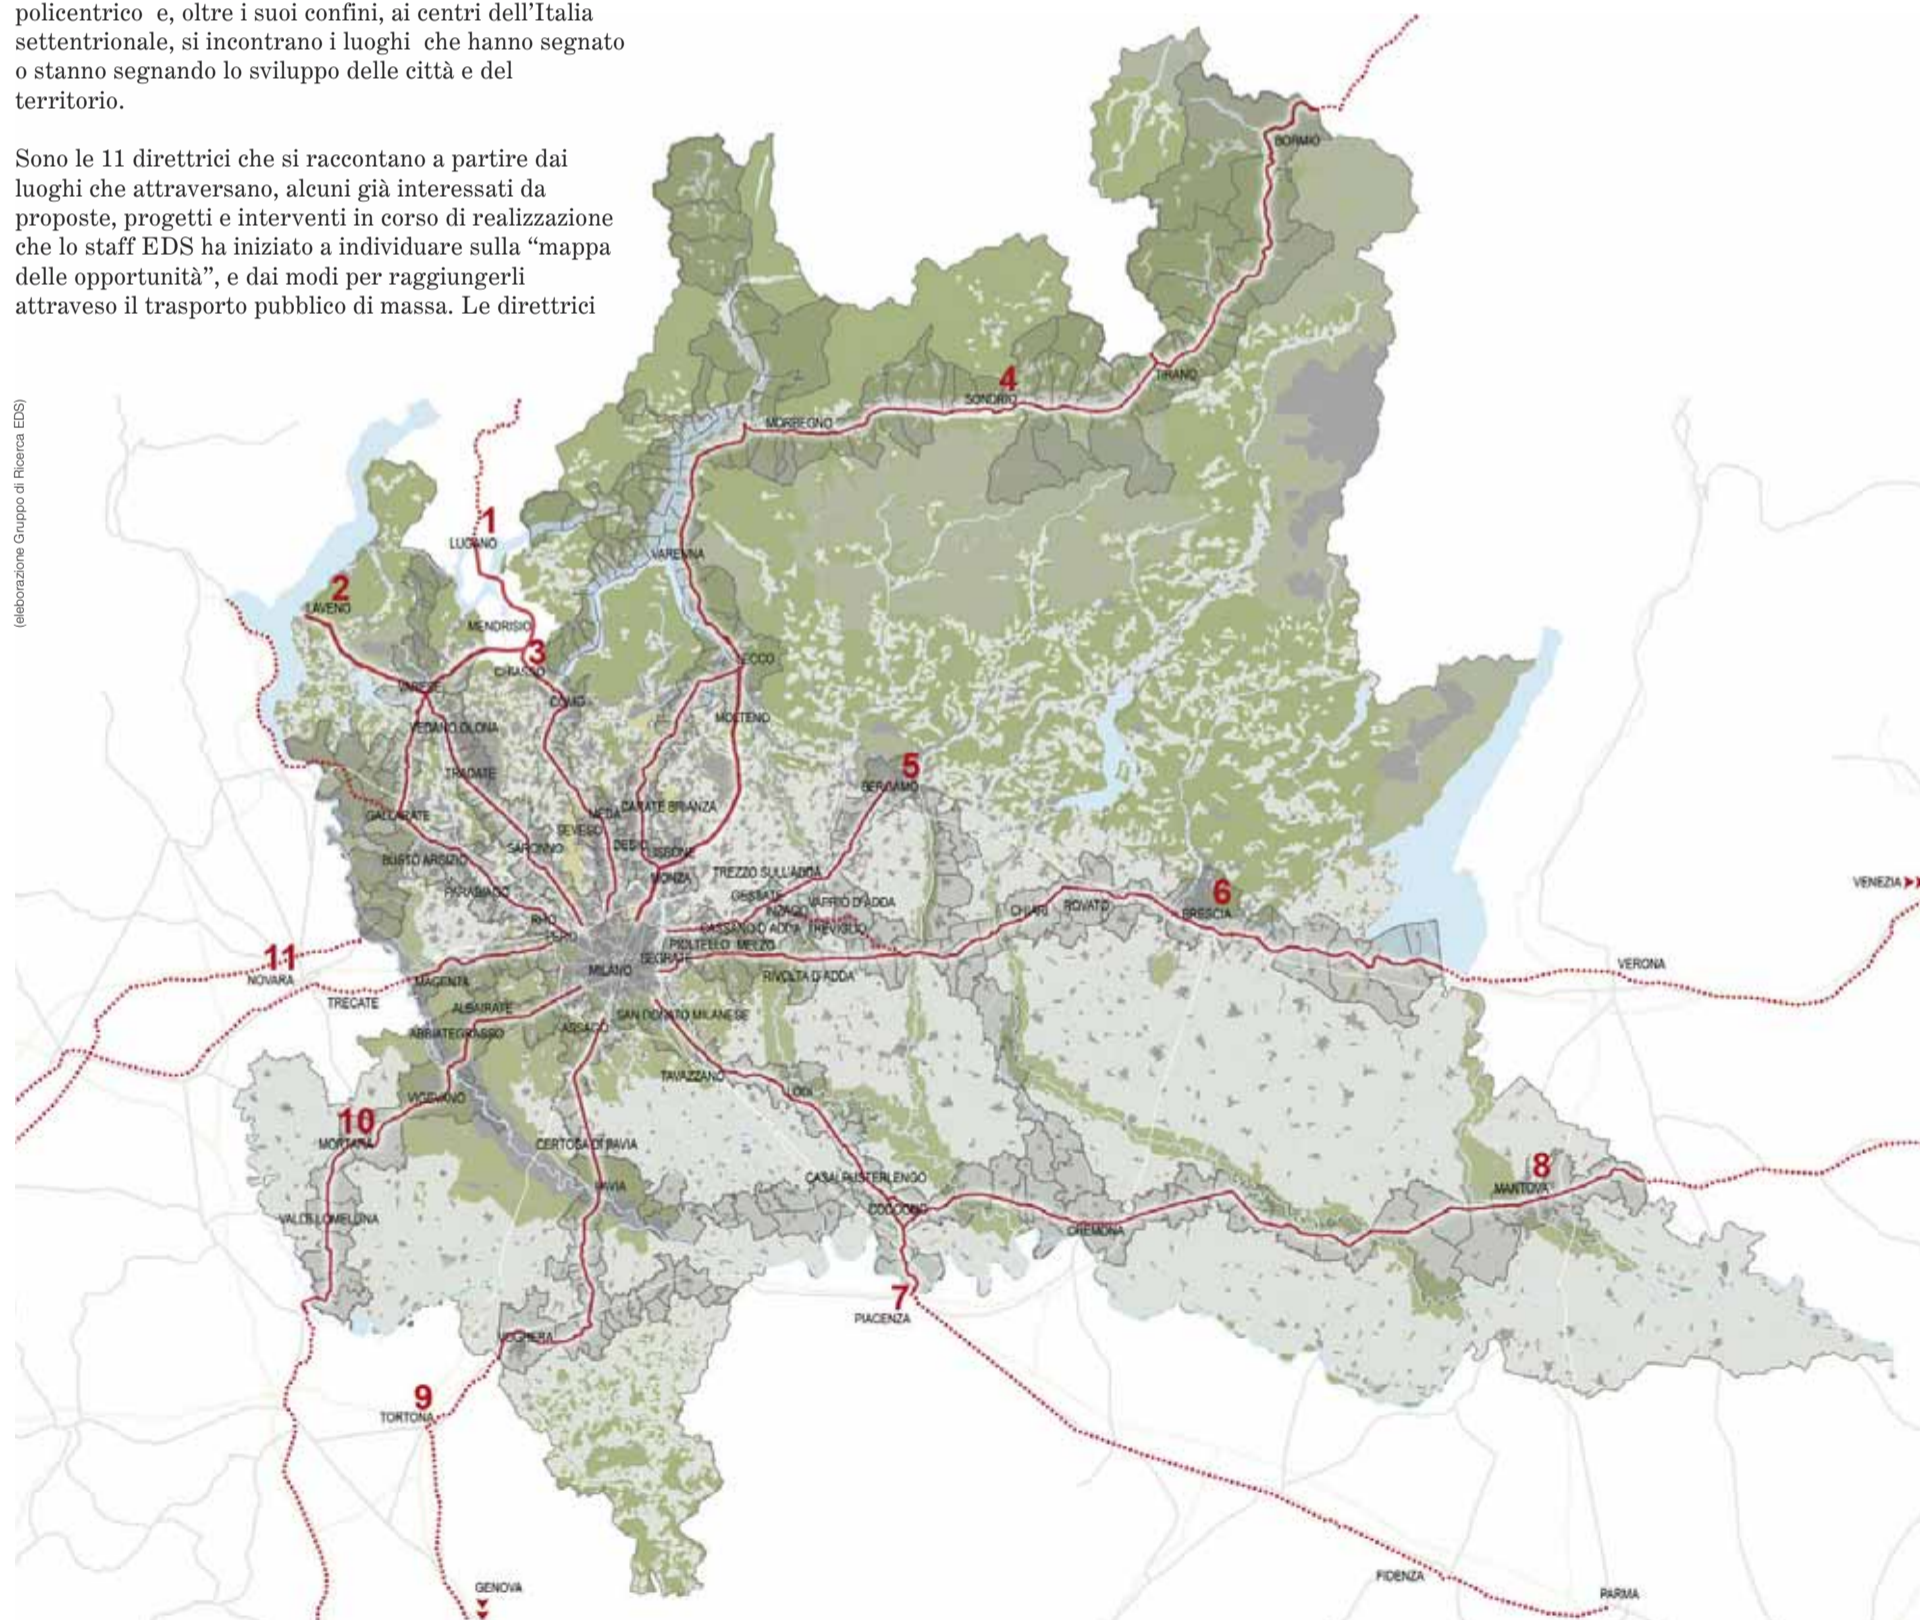 policentrico e, oltre i suoi confini, ai centri dell'Italia
settentrionale, si incontrano i luoghi che hanno segnato
o stanno segnando lo sviluppo delle città e del
territorio.
Sono le 11 direttrici che si raccontano a partire dai
luoghi che attraversano, alcuni già interessati da
proposte, progetti e interventi in corso di realizzazione
che lo staff EDS ha iniziato a individuare sulla “mappa
delle opportunità”, e dai modi per raggiungerli
attraveso il trasporto pubblico di massa. Le direttrici
(eleborazione Gruppo di Ricerca EDS)
BORMIO
TIRANO
4
SONDRIO
MORBEGNO
1
LUGANO
VARENNA
2
LAVENO
MENDRISIO
3
CHIASSO
LECCO
VARESE
COMO
MOLTENO
VEDANO OLONA
TRADATE
5
BERGAMO
CARATE BRIANZA
MEDA
GALLARATE
SEVESO
DESIO
LISSONE
SARONNO
BUSTO ARSIZIO
MONZA
TREZZO SULL'ADDA
PARABIAGO
GESSATE
VAPRIO D'ADDA
INZAGO
6
BRESCIA
CHIARI
ROVATO
VENEZIA
RHO
PERO
CASSANO D'ADDA
TREVIGLIO
PIOLTELLO
MELZO
SEGRATE
MILANO
RIVOLTA D'ADDA
VERONA
11
NOVARA
MAGENTA
TRECATE
ALBAIRATE
ABBIATEGRASSO
ASSAGO
SAN DONATO MILANESE
TAVAZZANO
LODI
VIGEVANO
10
MORTARA
CERTOSA DI PAVIA
PAVIA
CASALPUSTERLENGO
CODOGNO
8
MANTOVA
VALLE LOMELLINA
CREMONA
7
PIACENZA
VOGHERA
9
TORTONA
GENOVA
FIDENZA
PARMA